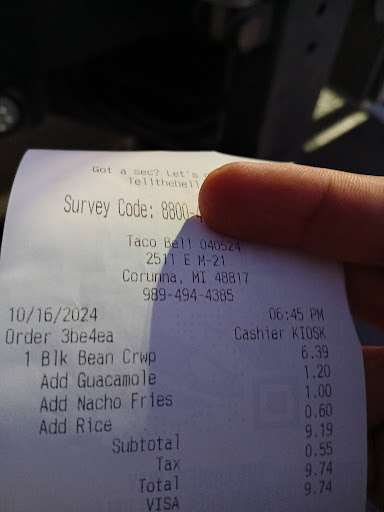 Got a sec? Let's
Tellthebell
Survey Code: 8800-
Taco Bell 040524
2511 E M-21
Corunna, MI 48817
989-494-4385
10/16/2024 06:45 PM
Order 3be4ea Cashier KIOSK
1 Blk Bean Crwp 6.39
Add Guacamole 1.20
Add Nacho Fries 1.00
Add Rice 0.60
Subtotal 9.19
Tax 0.55
Total 9.74
VISA 9.74